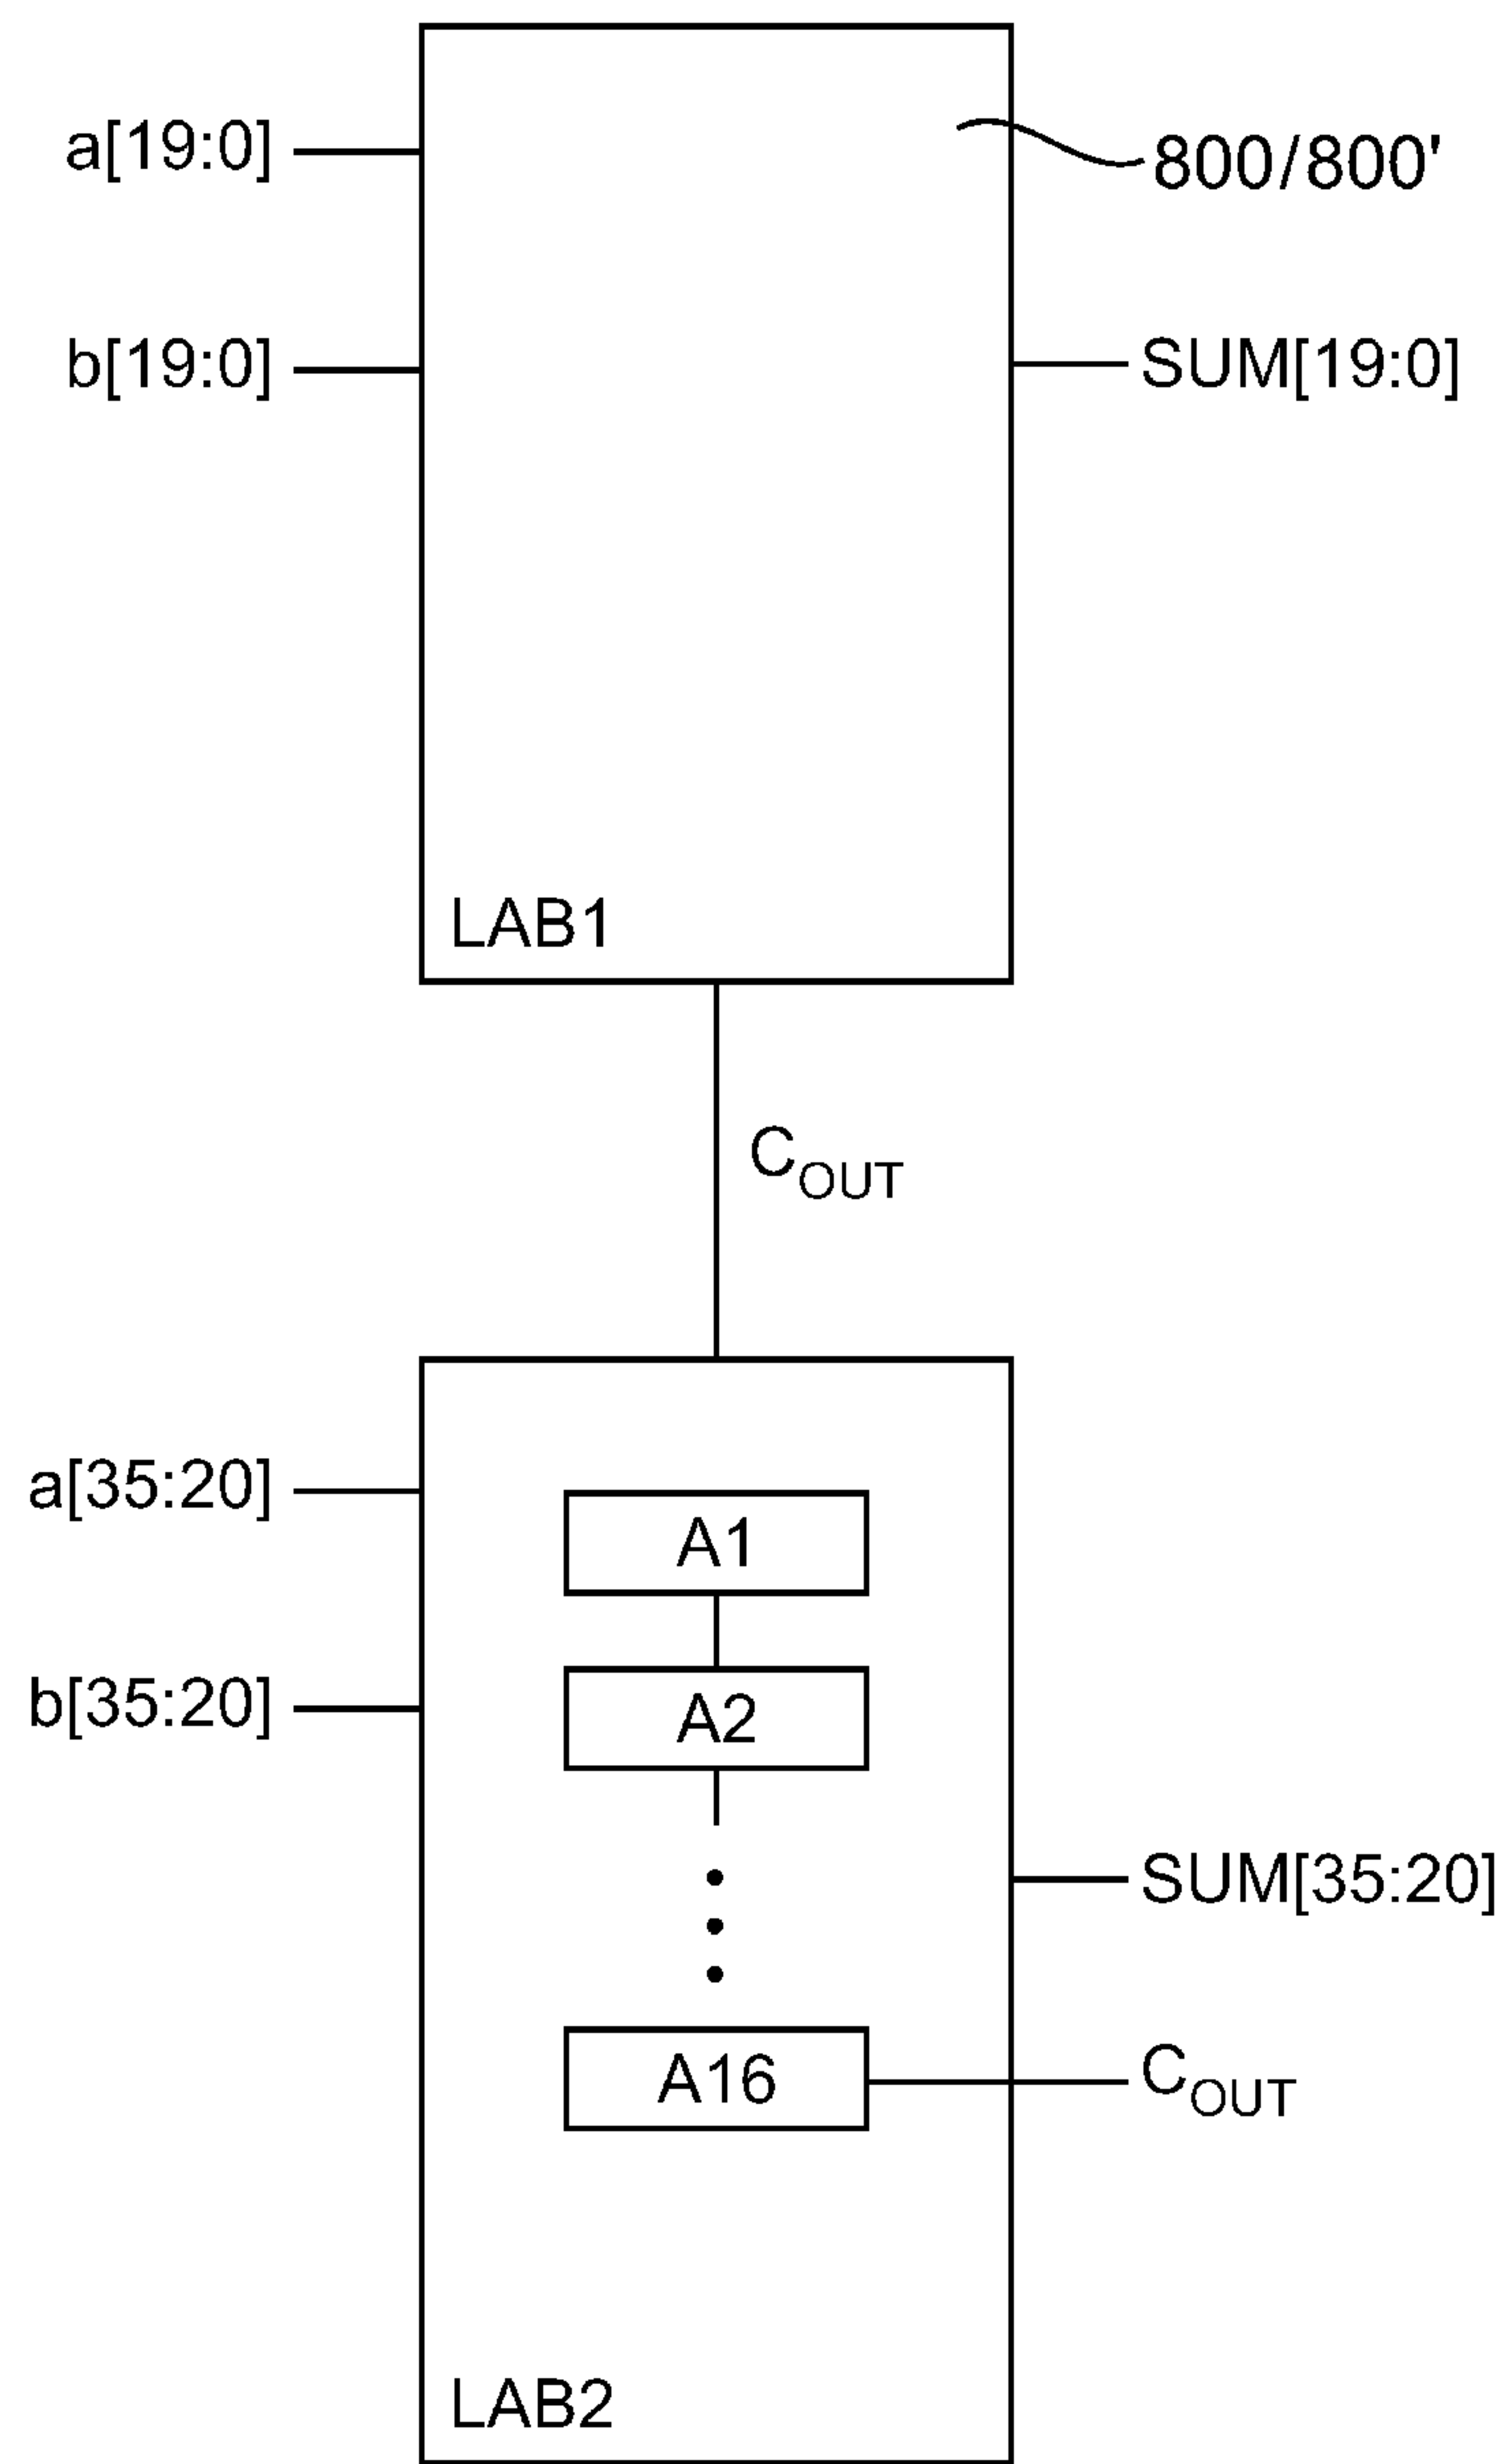 a[19:0]
800/800'
b[19:0]
SUM[19:0]
LAB1
COUT
a[35:20]
A1
b[35:20]
A2
SUM[35:20]
A16
COUT
LAB2